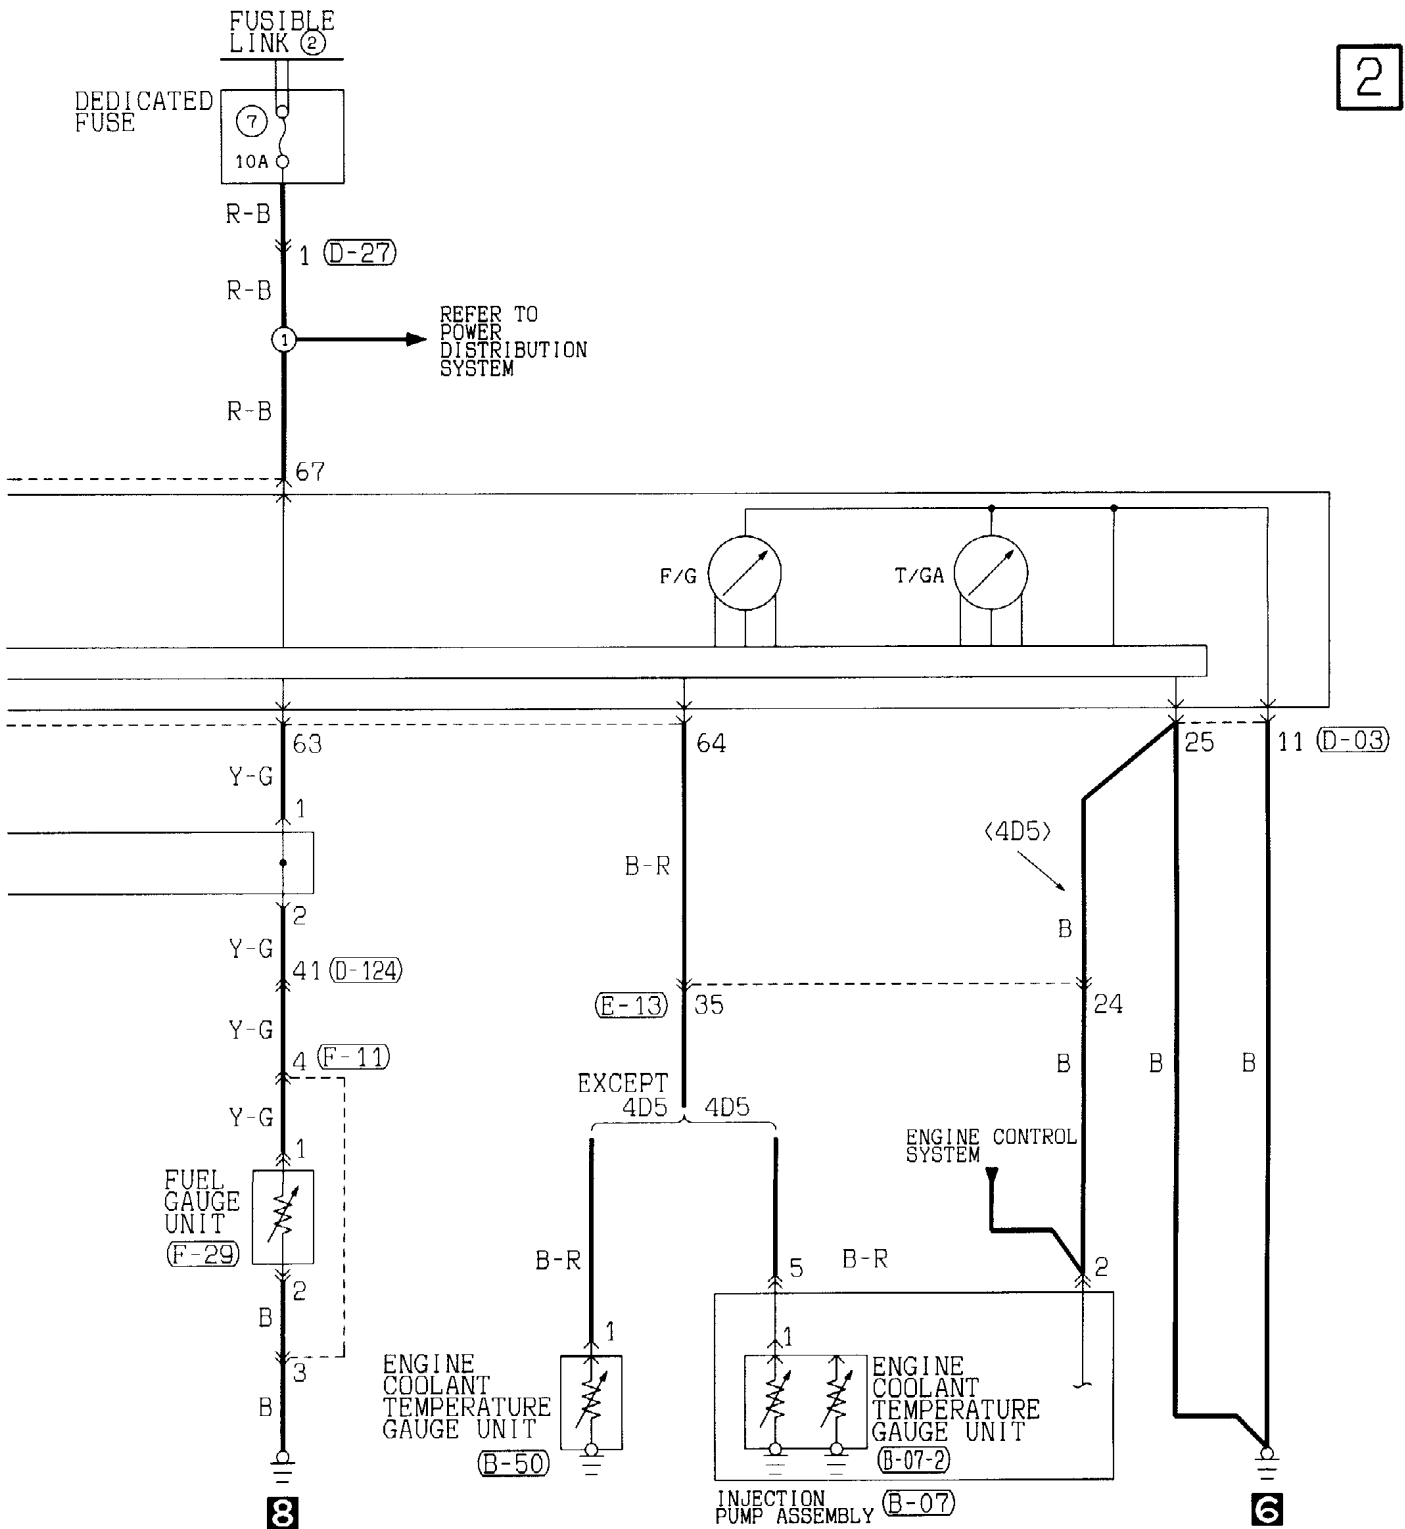 FUSIBLE
LINK ②
2
DEDICATED
FUSE
7
10A
R-B
1 (D-27)
R-B
1
REFER TO
POWER
DISTRIBUTION
SYSTEM
R-B
67
F/G
T/GA
63
64
25
11 (D-03)
Y-G
1
<4D5>
B-R
2
B
Y-G
41 (D-124)
(E-13) 35
24
Y-G
4 (F-11)
B
B
B
EXCEPT
4D5
4D5
Y-G
1
ENGINE CONTROL
SYSTEM
FUEL
GAUGE
UNIT
(F-29)
B-R
5
B-R
2
2
B
1
1
3
B
ENGINE
COOLANT
TEMPERATURE
GAUGE UNIT
(B-50)
ENGINE
COOLANT
TEMPERATURE
GAUGE UNIT
(B-07-2)
INJECTION
PUMP ASSEMBLY (B-07)
8
6